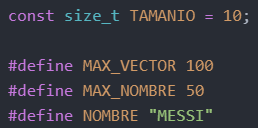 const size_t TAMANIO = 10;
#define MAX_VECTOR 100
#define MAX_NOMBRE 50
#define NOMBRE "MESSI"